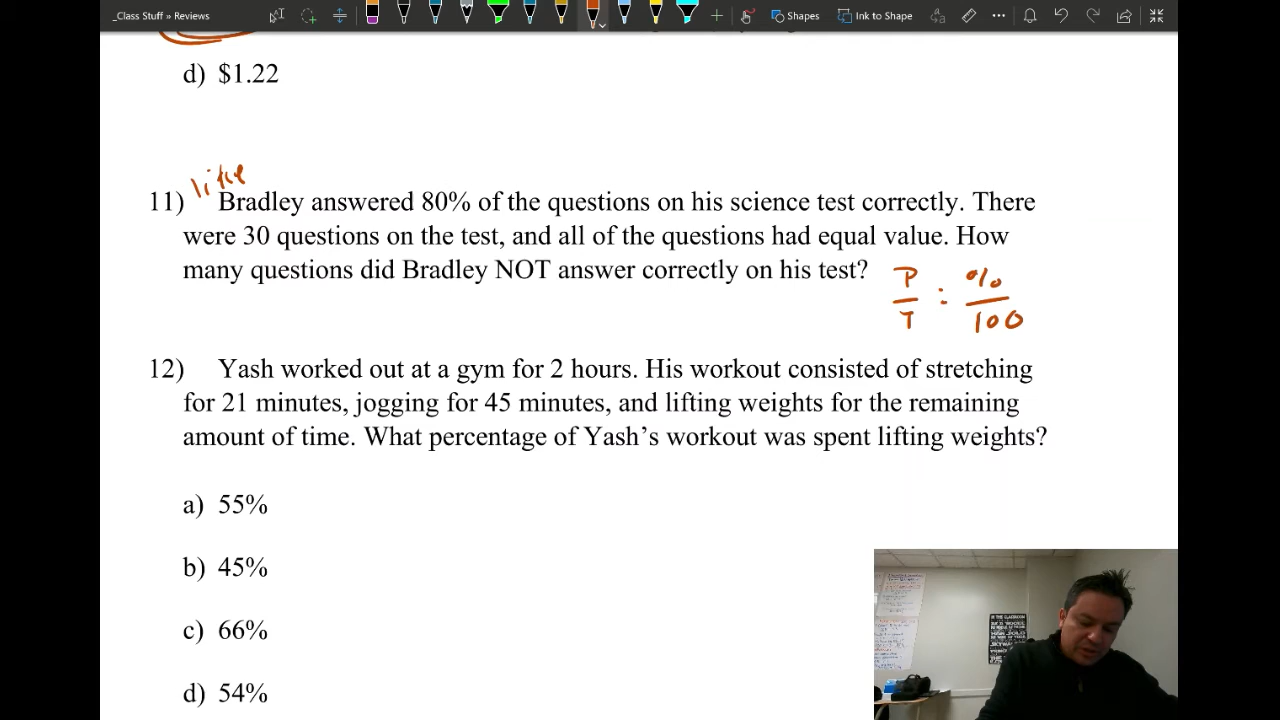 _Class Stuff » Reviews
Shapes
Ink to Shape
d) $1.22
like
11) Bradley answered 80% of the questions on his science test correctly. There
were 30 questions on the test, and all of the questions had equal value. How
many questions did Bradley NOT answer correctly on his test?
P/T = %/100
12) Yash worked out at a gym for 2 hours. His workout consisted of stretching
for 21 minutes, jogging for 45 minutes, and lifting weights for the remaining
amount of time. What percentage of Yash’s workout was spent lifting weights?
a) 55%
b) 45%
c) 66%
d) 54%